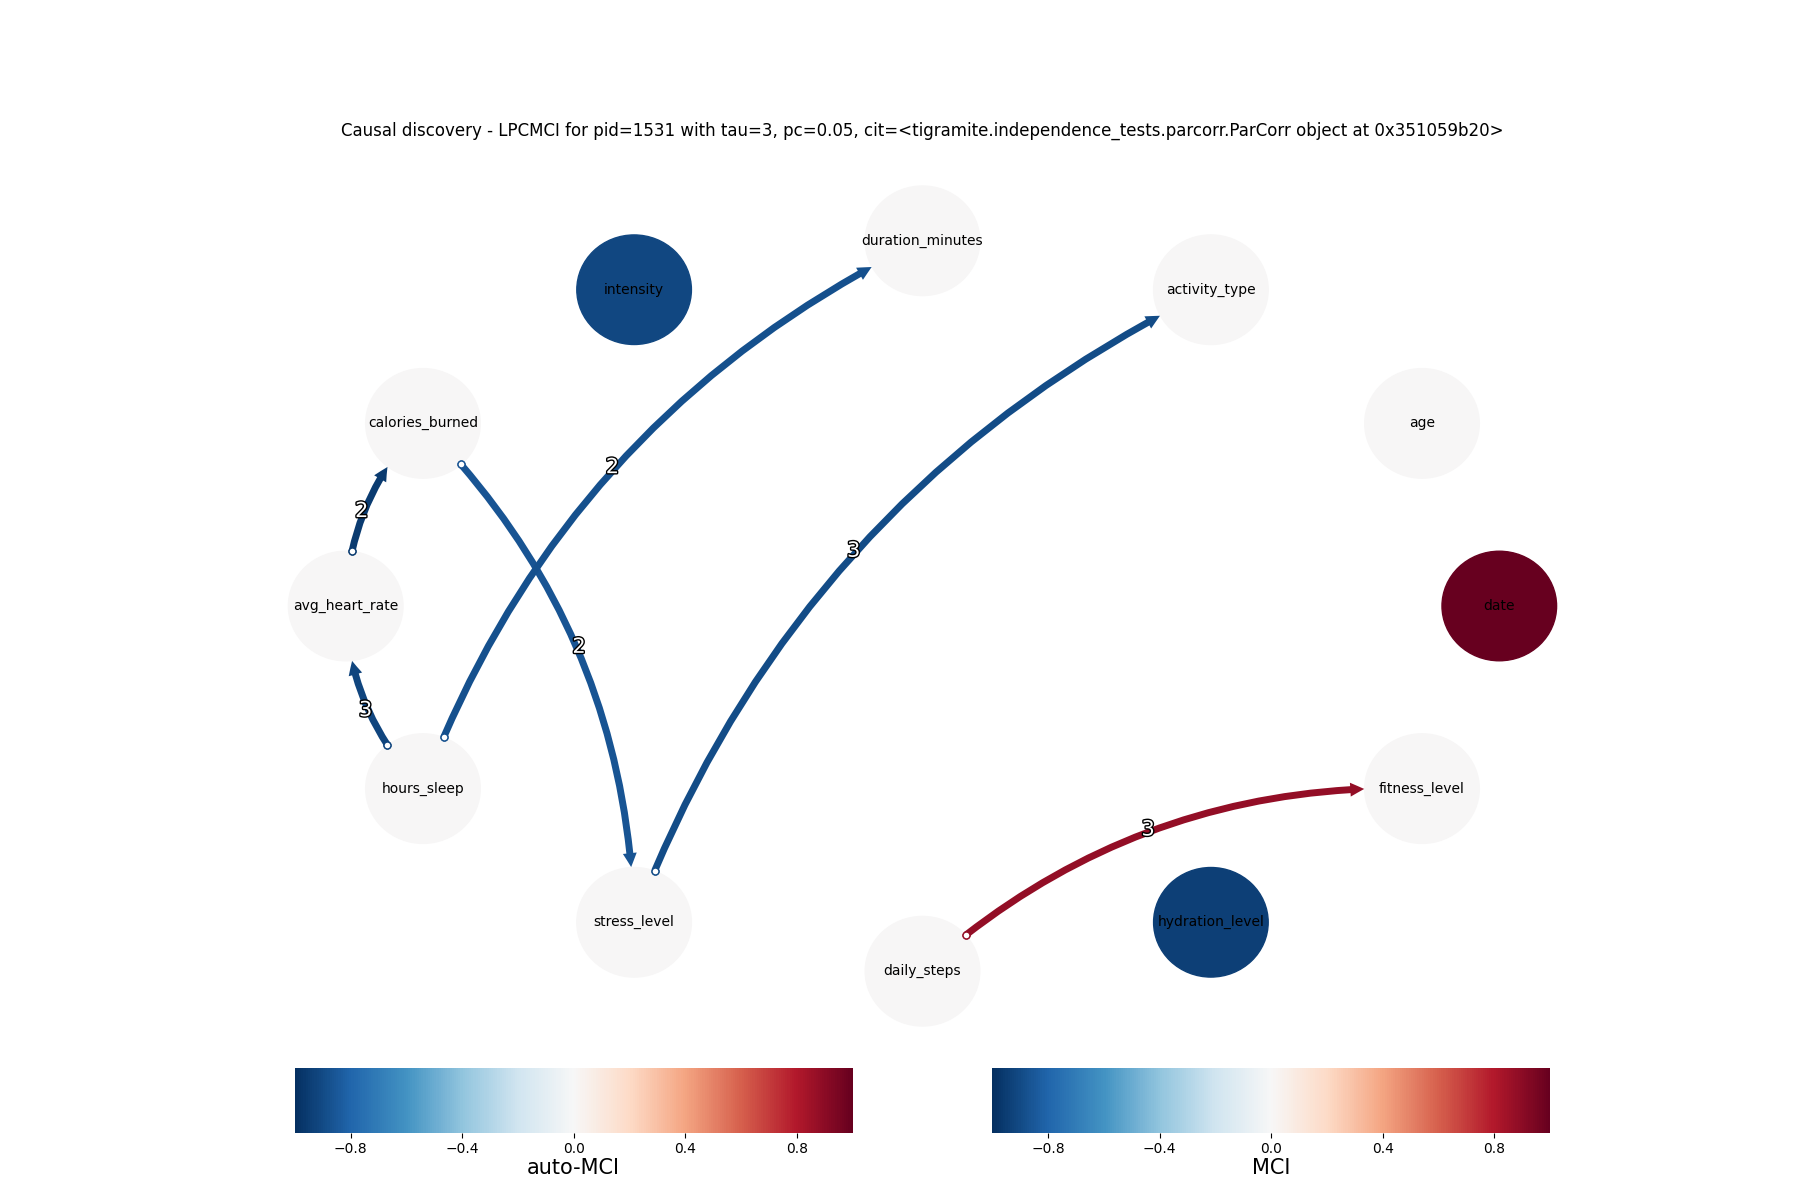 Causal discovery - LPCMCI for pid=1531 with tau=3, pc=0.05, cit=<tigramite.independence_tests.parcorr.ParCorr object at 0x351059b20>
duration_minutes
intensity
activity_type
calories_burned
age
2
2
3
avg_heart_rate
date
2
3
hours_sleep
fitness_level
3
stress_level
hydration_level
daily_steps
−0.8 −0.4 0.0 0.4 0.8
auto-MCI
−0.8 −0.4 0.0 0.4 0.8
MCI